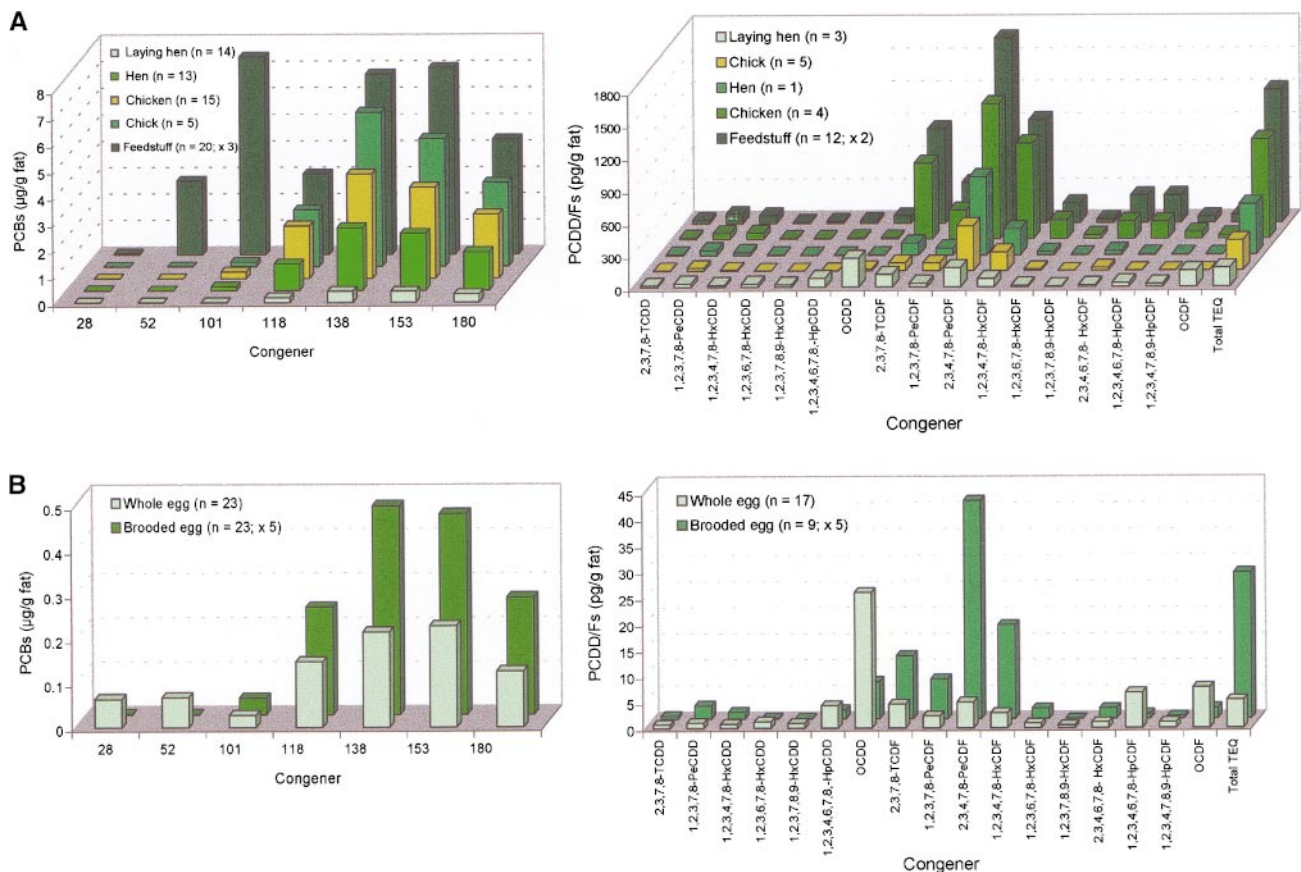 A
Laying hen (n = 14)
Hen (n = 13)
Chicken (n = 15)
Chick (n = 5)
Feedstuff (n = 20; x 3)
PCBs (µg/g fat)
8
7
6
5
4
3
2
1
0
28 52 101 118 138 153 180
Congener
Laying hen (n = 3)
Chick (n = 5)
Hen (n = 1)
Chicken (n = 4)
Feedstuff (n = 12; x 2)
PCDD/Fs (pg/g fat)
1800
1500
1200
900
600
300
0
2,3,7,8-TCDD
1,2,3,7,8-PeCDD
1,2,3,4,7,8-HxCDD
1,2,3,6,7,8-HxCDD
1,2,3,7,8,9-HxCDD
1,2,3,4,6,7,8,-HpCDD
OCDD
2,3,7,8-TCDF
1,2,3,7,8-PeCDF
2,3,4,7,8-PeCDF
1,2,3,4,7,8-HxCDF
1,2,3,6,7,8-HxCDF
1,2,3,7,8,9-HxCDF
2,3,4,6,7,8- HxCDF
1,2,3,4,6,7,8-HpCDF
1,2,3,4,7,8,9-HpCDF
OCDF
Total TEQ
Congener
B
Whole egg (n = 23)
Brooded egg (n = 23; x 5)
PCBs (µg/g fat)
0.5
0.4
0.3
0.2
0.1
0
28 52 101 118 138 153 180
Congener
Whole egg (n = 17)
Brooded egg (n = 9; x 5)
PCDD/Fs (pg/g fat)
45
40
35
30
25
20
15
10
5
0
2,3,7,8-TCDD
1,2,3,7,8-PeCDD
1,2,3,4,7,8-HxCDD
1,2,3,6,7,8-HxCDD
1,2,3,7,8,9-HxCDD
1,2,3,4,6,7,8,-HpCDD
OCDD
2,3,7,8-TCDF
1,2,3,7,8-PeCDF
2,3,4,7,8-PeCDF
1,2,3,4,7,8-HxCDF
1,2,3,6,7,8-HxCDF
1,2,3,7,8,9-HxCDF
2,3,4,6,7,8- HxCDF
1,2,3,4,6,7,8-HpCDF
1,2,3,4,7,8,9-HpCDF
OCDF
Total TEQ
Congener